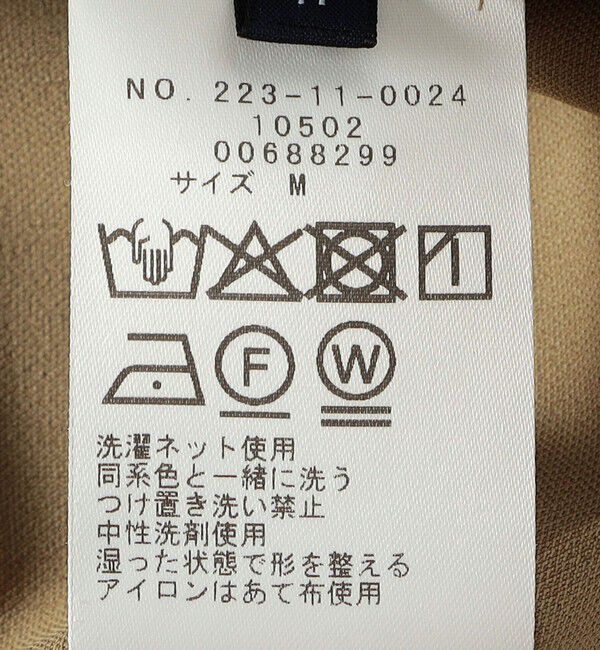 NO. 223-11-0024
10502
00688299
サイズ M
F W
洗濯ネット使用
同系色と一緒に洗う
つけ置き洗い禁止
中性洗剤使用
湿った状態で形を整える
アイロンはあて布使用